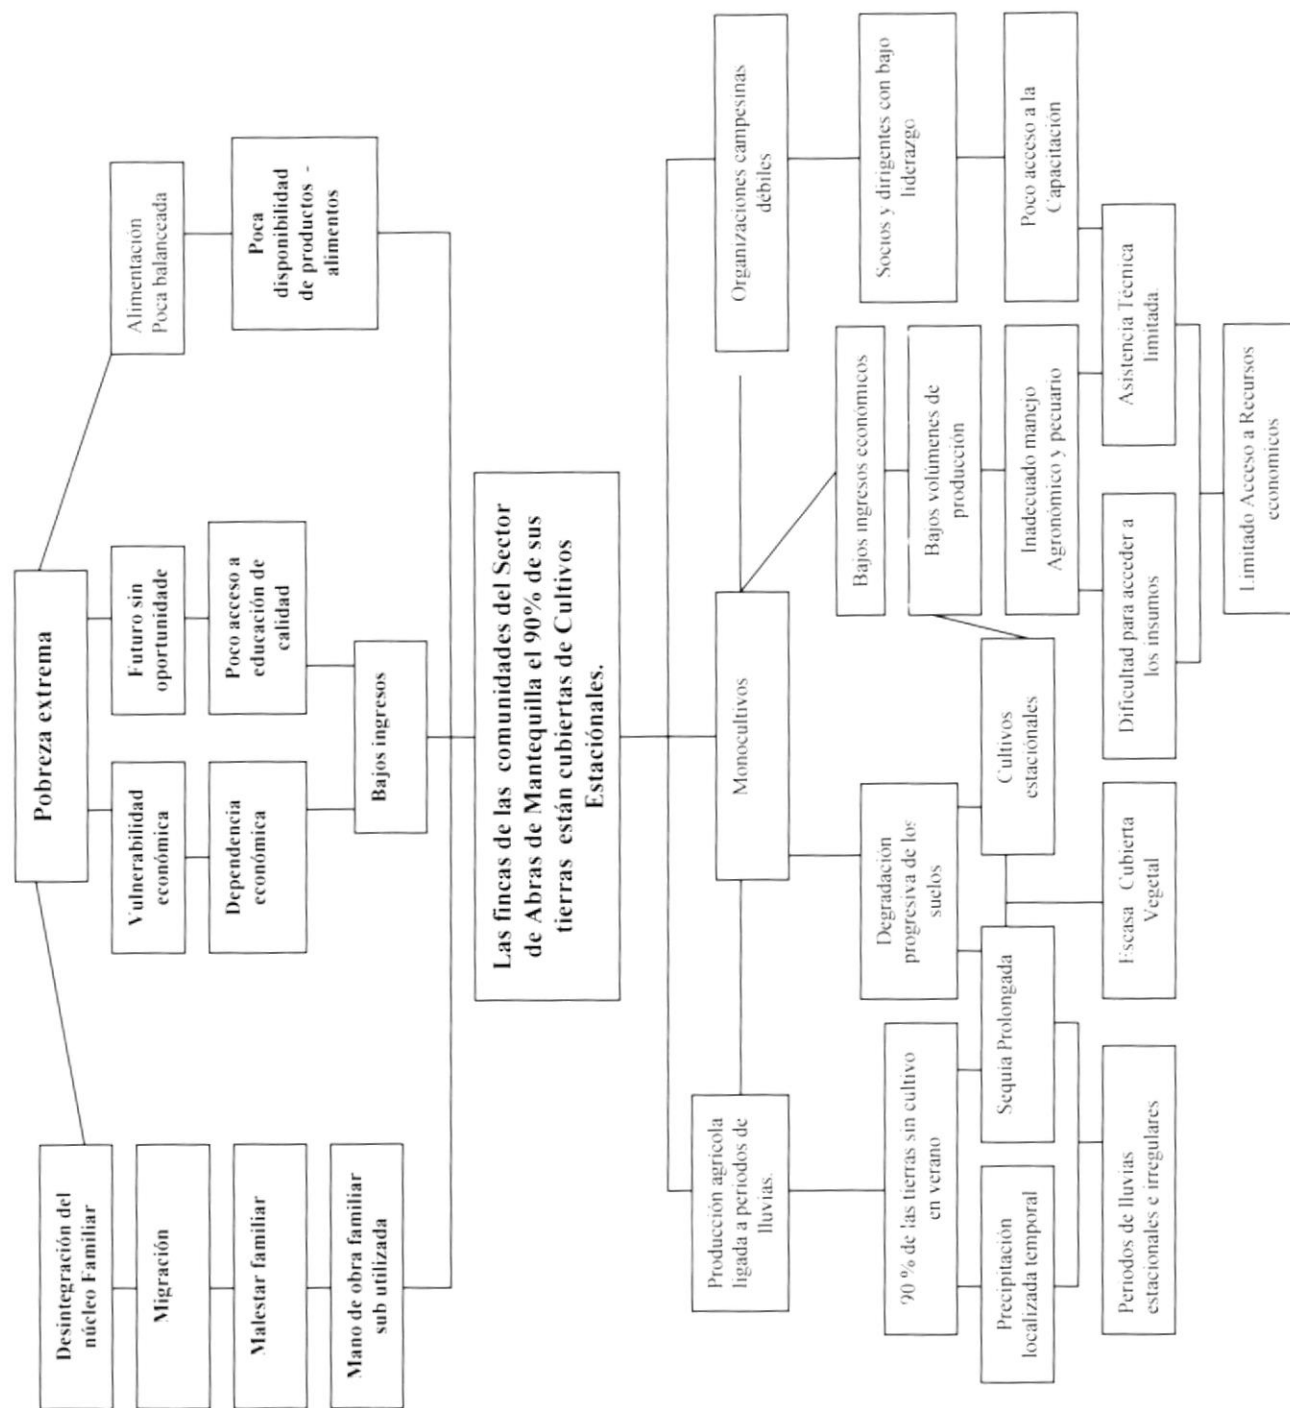 Pobreza extrema
Desintegración del
núcleo Familiar
Migración
Malestar familiar
Mano de obra familiar
sub utilizada
Vulnerabilidad
económica
Dependencia
económica
Futuro sin
oportunidade
Poco acceso a
educación de
calidad
Bajos ingresos
Alimentación
Poca balanceada
Poca
disponibilidad
de productos -
alimentos
Las fincas de las comunidades del Sector
de Abras de Mantequilla el 90% de sus
tierras están cubiertas de Cultivos
Estaciónales.
Producción agrícola
ligada a periodos de
lluvias.
90 % de las tierras sin cultivo
en verano
Precipitación
localizada temporal
Sequia Prolongada
Periodos de lluvias
estacionales e irregulares
Monocultivos
Degradación
progresiva de los
suelos
Cultivos
estaciónales
Escasa Cubierta
Vegetal
Bajos ingresos económicos
Bajos volúmenes de
producción
Inadecuado manejo
Agronómico y pecuario
Dificultad para acceder a
los insumos
Asistencia Técnica
limitada.
Limitado Acceso a Recursos
economicos
Organizaciones campesinas
débiles
Socios y dirigentes con bajo
liderazgo
Poco acceso a la
Capacitación